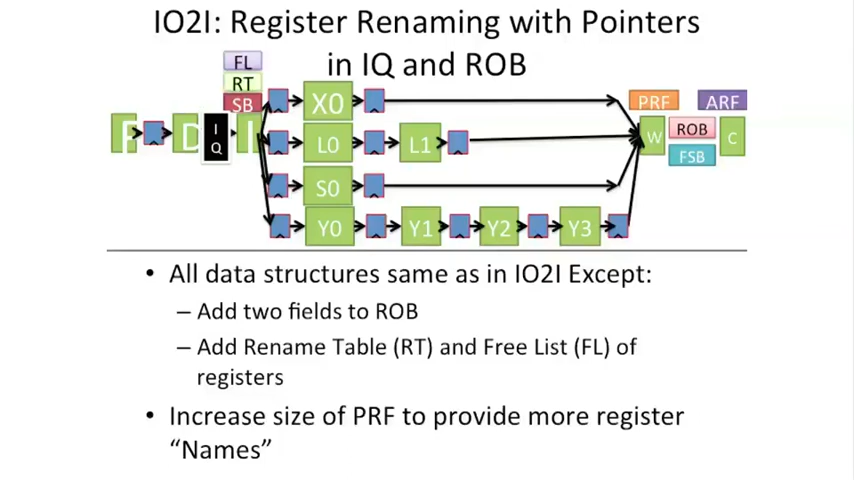 IO2I: Register Renaming with Pointers
in IQ and ROB
FL
RT
SB
PRF
ARF
X0
F
D
I
Q
I
L0
L1
W
ROB
C
FSB
S0
Y0
Y1
Y2
Y3
• All data structures same as in IO2I Except:
– Add two fields to ROB
– Add Rename Table (RT) and Free List (FL) of
registers
• Increase size of PRF to provide more register
“Names”